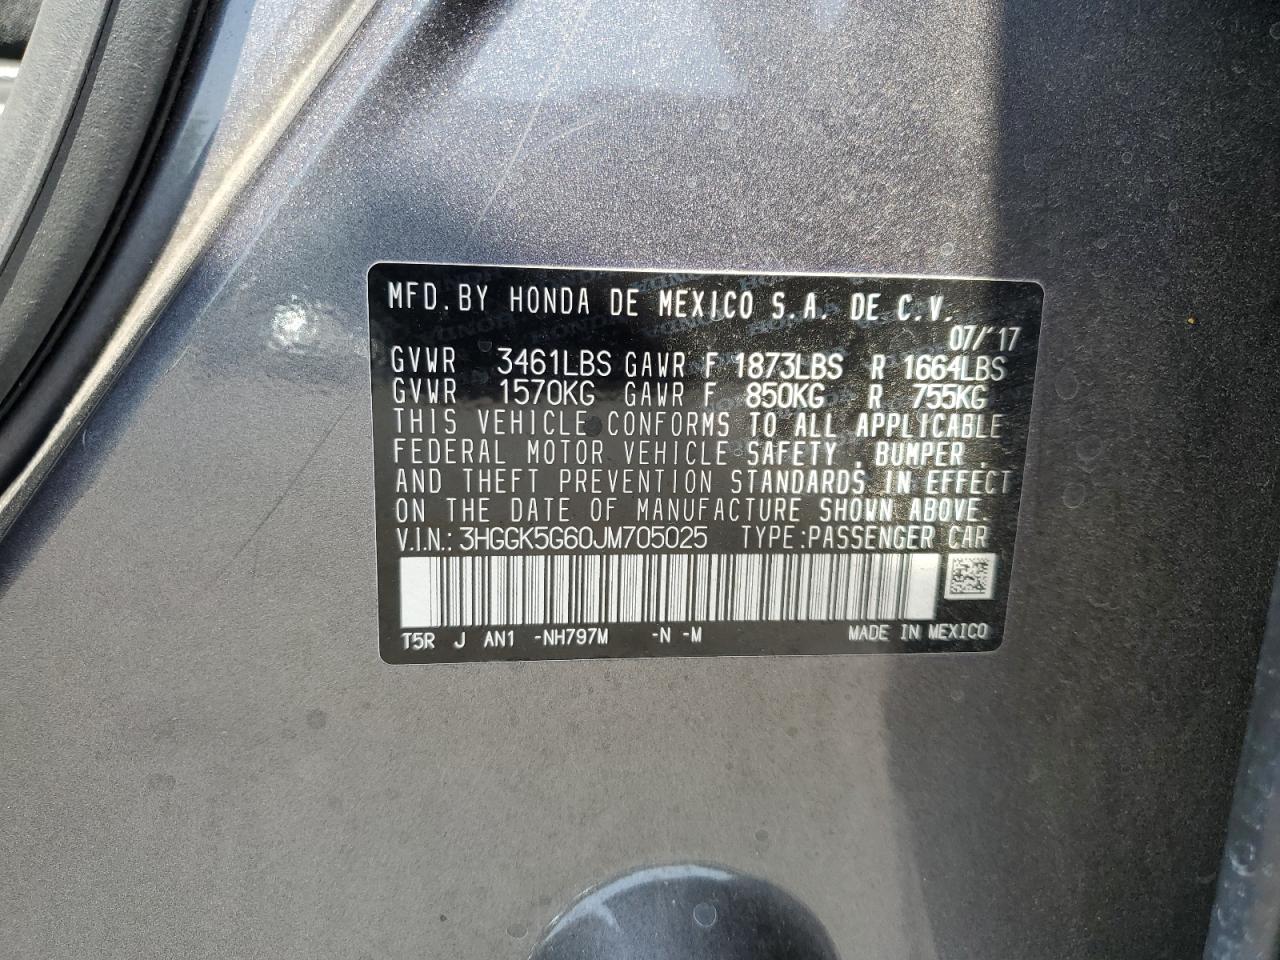 MFD. BY HONDA DE MEXICO S.A. DE C.V.
07/'17
GVWR 3461LBS GAWR F 1873LBS R 1664LBS
GVWR 1570KG GAWR F 850KG R 755KG
THIS VEHICLE CONFORMS TO ALL APPLICABLE
FEDERAL MOTOR VEHICLE SAFETY , BUMPER ,
AND THEFT PREVENTION STANDARDS IN EFFECT
ON THE DATE OF MANUFACTURE SHOWN ABOVE.
V.I.N.: 3HGGK5G60JM705025 TYPE:PASSENGER CAR
T5R J AN1 -NH797M -N -M MADE IN MEXICO